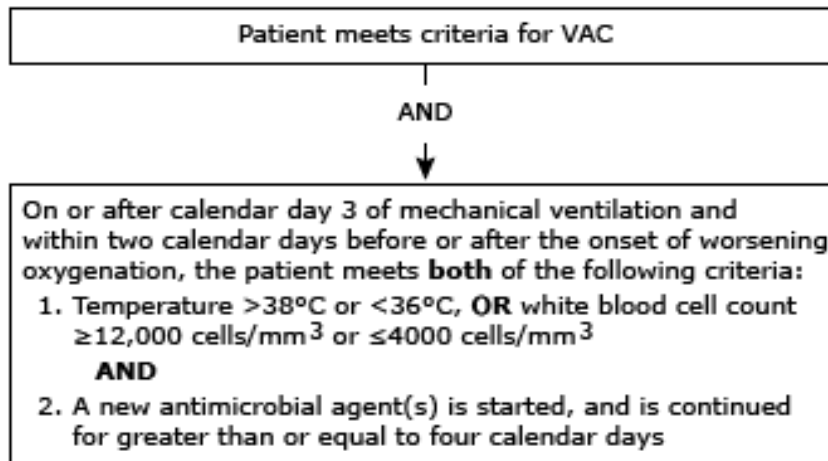 Patient meets criteria for VAC
AND
On or after calendar day 3 of mechanical ventilation and
within two calendar days before or after the onset of worsening
oxygenation, the patient meets both of the following criteria:
1. Temperature >38°C or <36°C, OR white blood cell count
≥12,000 cells/mm³ or ≤4000 cells/mm³
AND
2. A new antimicrobial agent(s) is started, and is continued
for greater than or equal to four calendar days